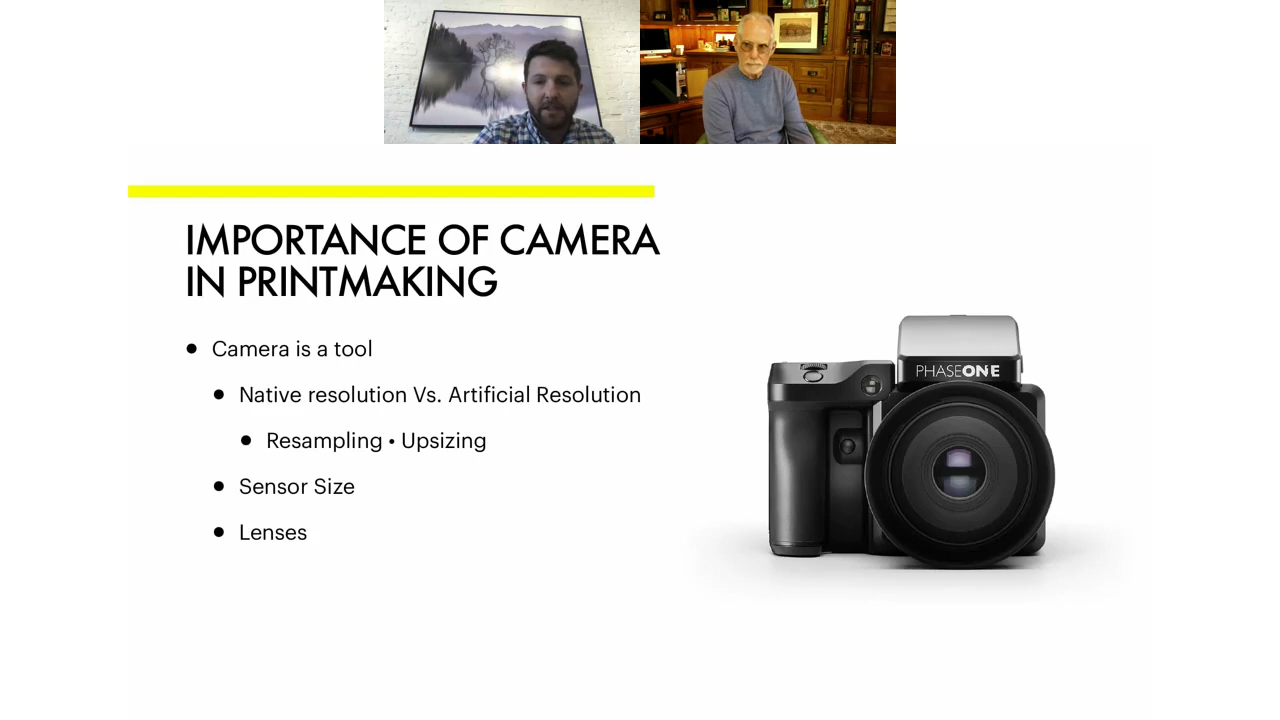 IMPORTANCE OF CAMERA
IN PRINTMAKING
• Camera is a tool
• Native resolution Vs. Artificial Resolution
• Resampling • Upsizing
• Sensor Size
• Lenses
PHASEONE